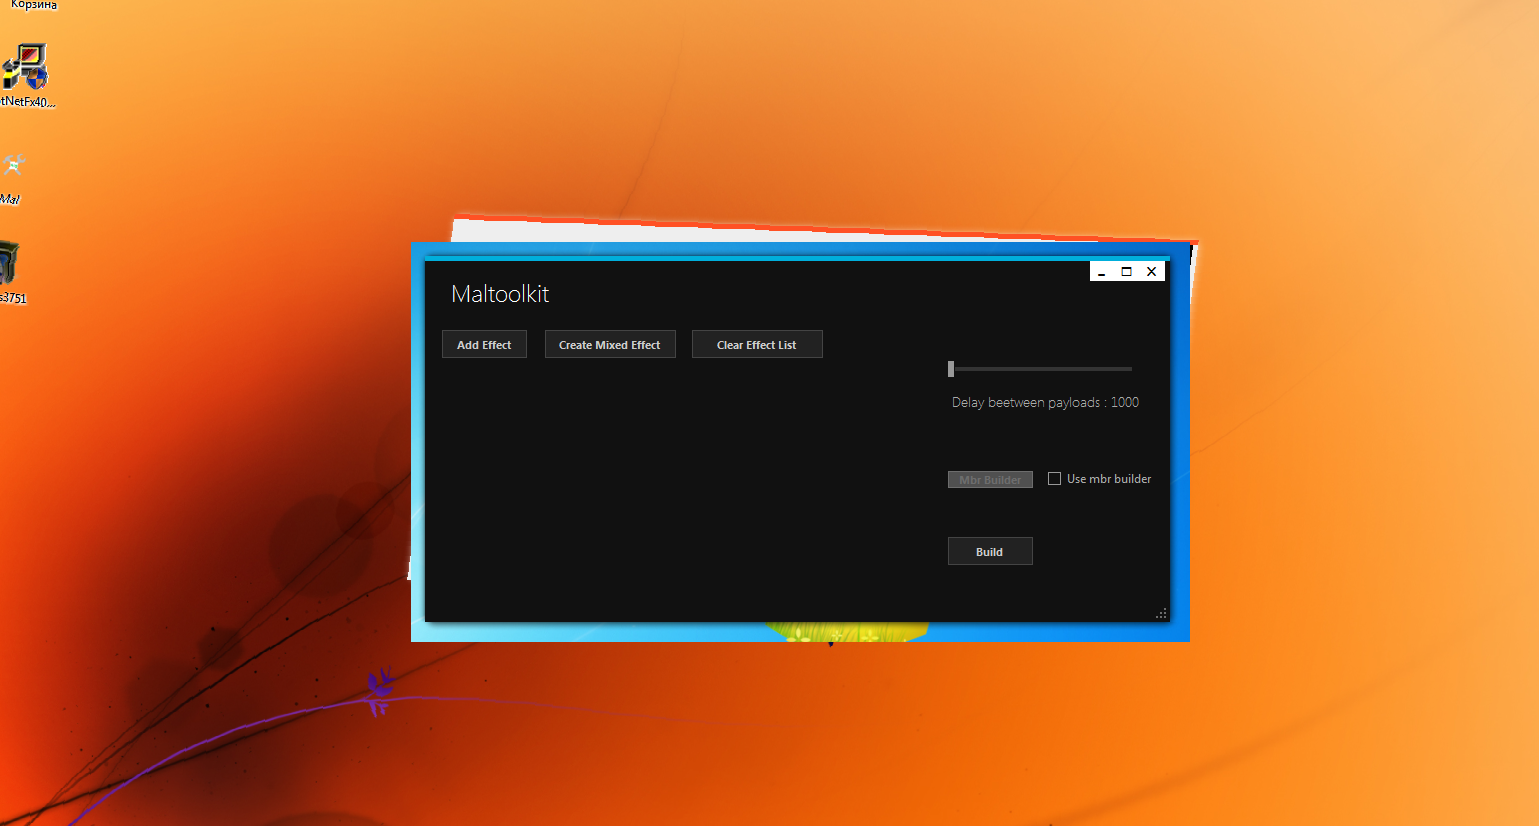 Корзина
tNetFx40...
Mal
s3751
Maltoolkit
Add Effect
Create Mixed Effect
Clear Effect List
Delay beetween payloads : 1000
Mbr Builder
Use mbr builder
Build